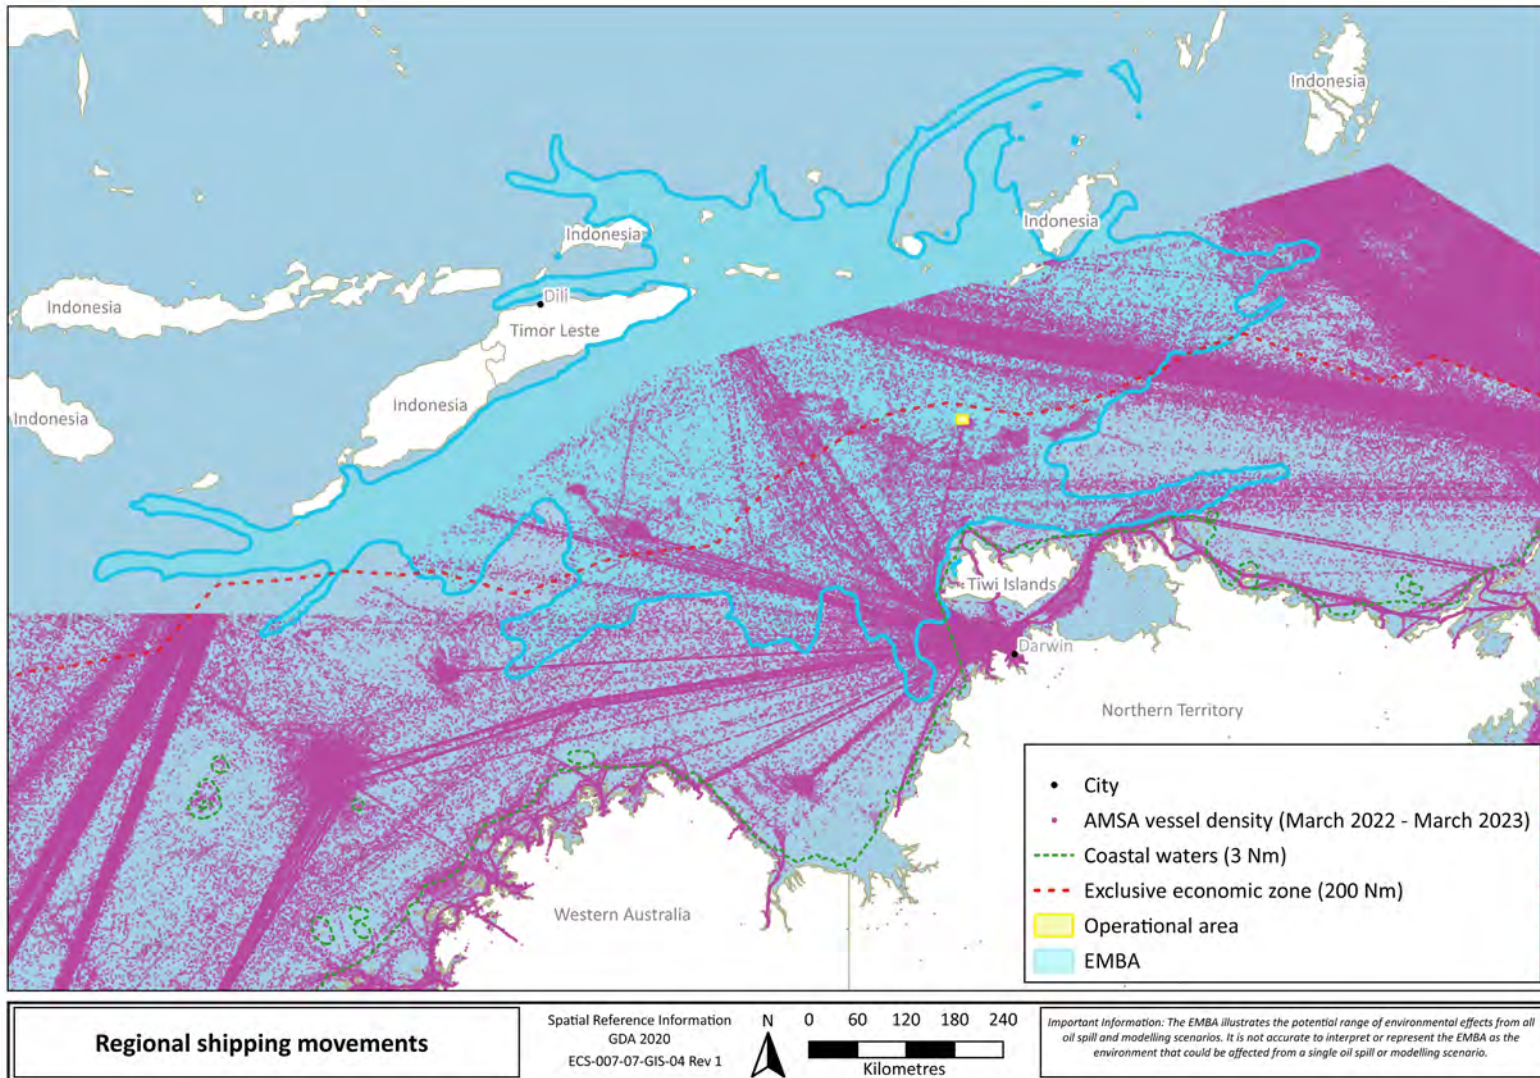 Indonesia
Indonesia
Indonesia
Indonesia
Dili
Timor Leste
Indonesia
Indonesia
Tiwi Islands
Darwin
Northern Territory
Western Australia
City
AMSA vessel density (March 2022 - March 2023)
Coastal waters (3 Nm)
Exclusive economic zone (200 Nm)
Operational area
EMBA
Regional shipping movements
Spatial Reference Information
GDA 2020
ECS-007-07-GIS-04 Rev 1
N
0 60 120 180 240
Kilometres
Important Information: The EMBA illustrates the potential range of environmental effects from all
oil spill and modelling scenarios. It is not accurate to interpret or represent the EMBA as the
environment that could be affected from a single oil spill or modelling scenario.